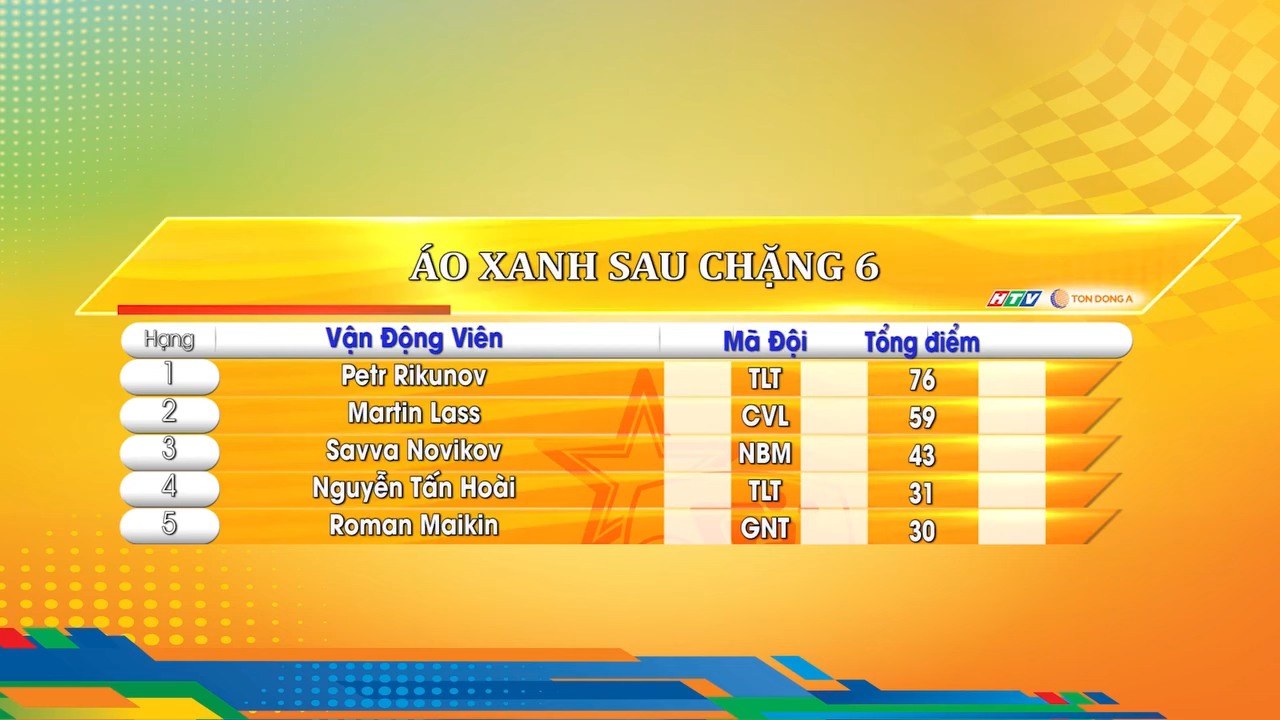 ÁO XANH SAU CHẶNG 6
HTV TON DONG A
Hạng Vận Động Viên Mã Đội Tổng điểm
1 Petr Rikunov TLT 76
2 Martin Lass CVL 59
3 Savva Novikov NBM 43
4 Nguyễn Tấn Hoài TLT 31
5 Roman Maikin GNT 30